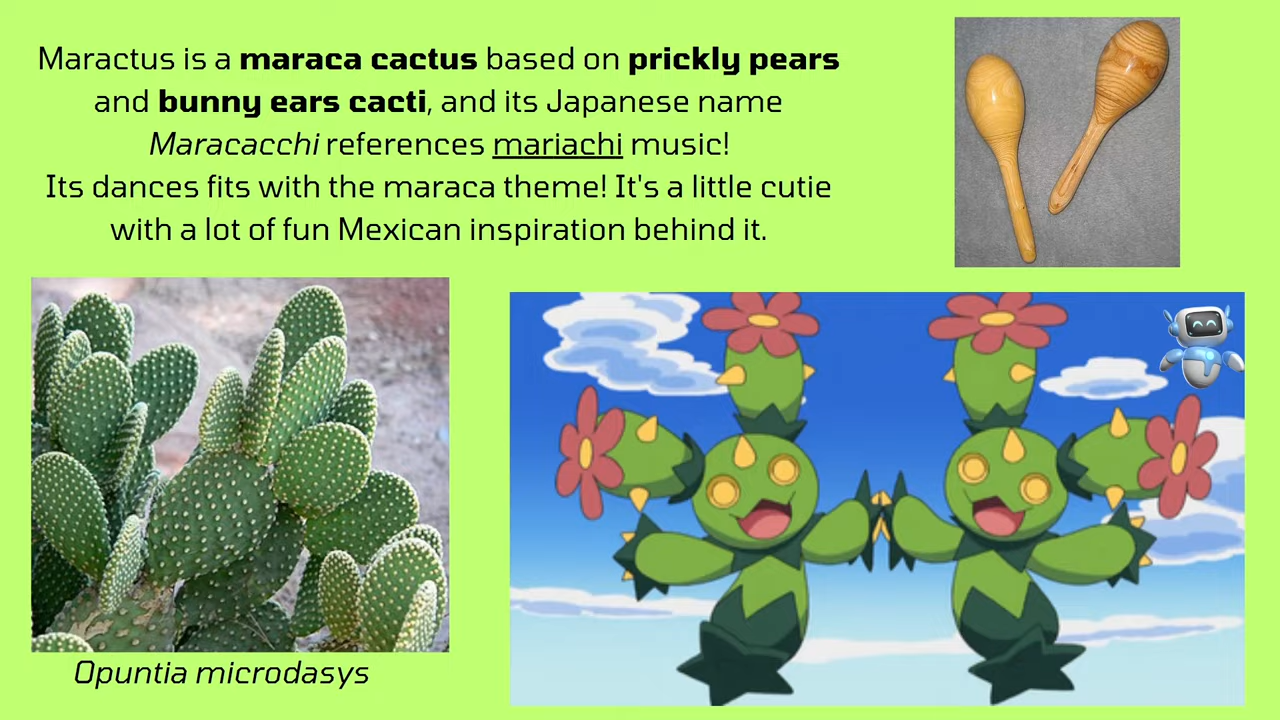 Maractus is a maraca cactus based on prickly pears
and bunny ears cacti, and its Japanese name
Maracacchi references mariachi music!
Its dances fits with the maraca theme! It's a little cutie
with a lot of fun Mexican inspiration behind it.
Opuntia microdasys